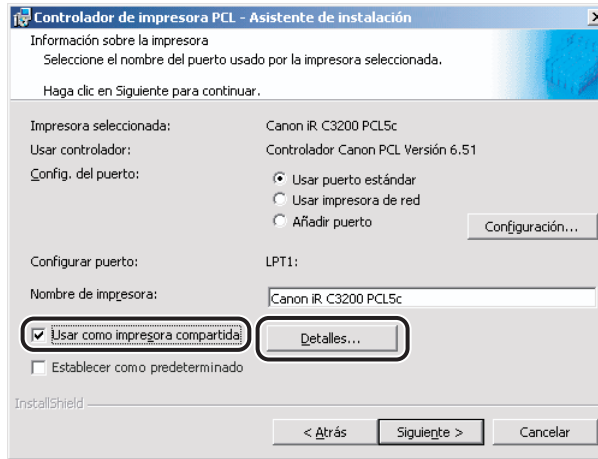 Controlador de impresora PCL - Asistente de instalación
Información sobre la impresora
Seleccione el nombre del puerto usado por la impresora seleccionada.
Haga clic en Siguiente para continuar.
Impresora seleccionada: Canon iR C3200 PCL5c
Usar controlador: Controlador Canon PCL Versión 6.51
Config. del puerto: Usar puerto estándar
Usar impresora de red
Añadir puerto
Configuración...
Configurar puerto: LPT1:
Nombre de impresora: Canon iR C3200 PCL5c
Usar como impresora compartida Detalles...
Establecer como predeterminado
InstallShield
< Atrás Siguiente > Cancelar